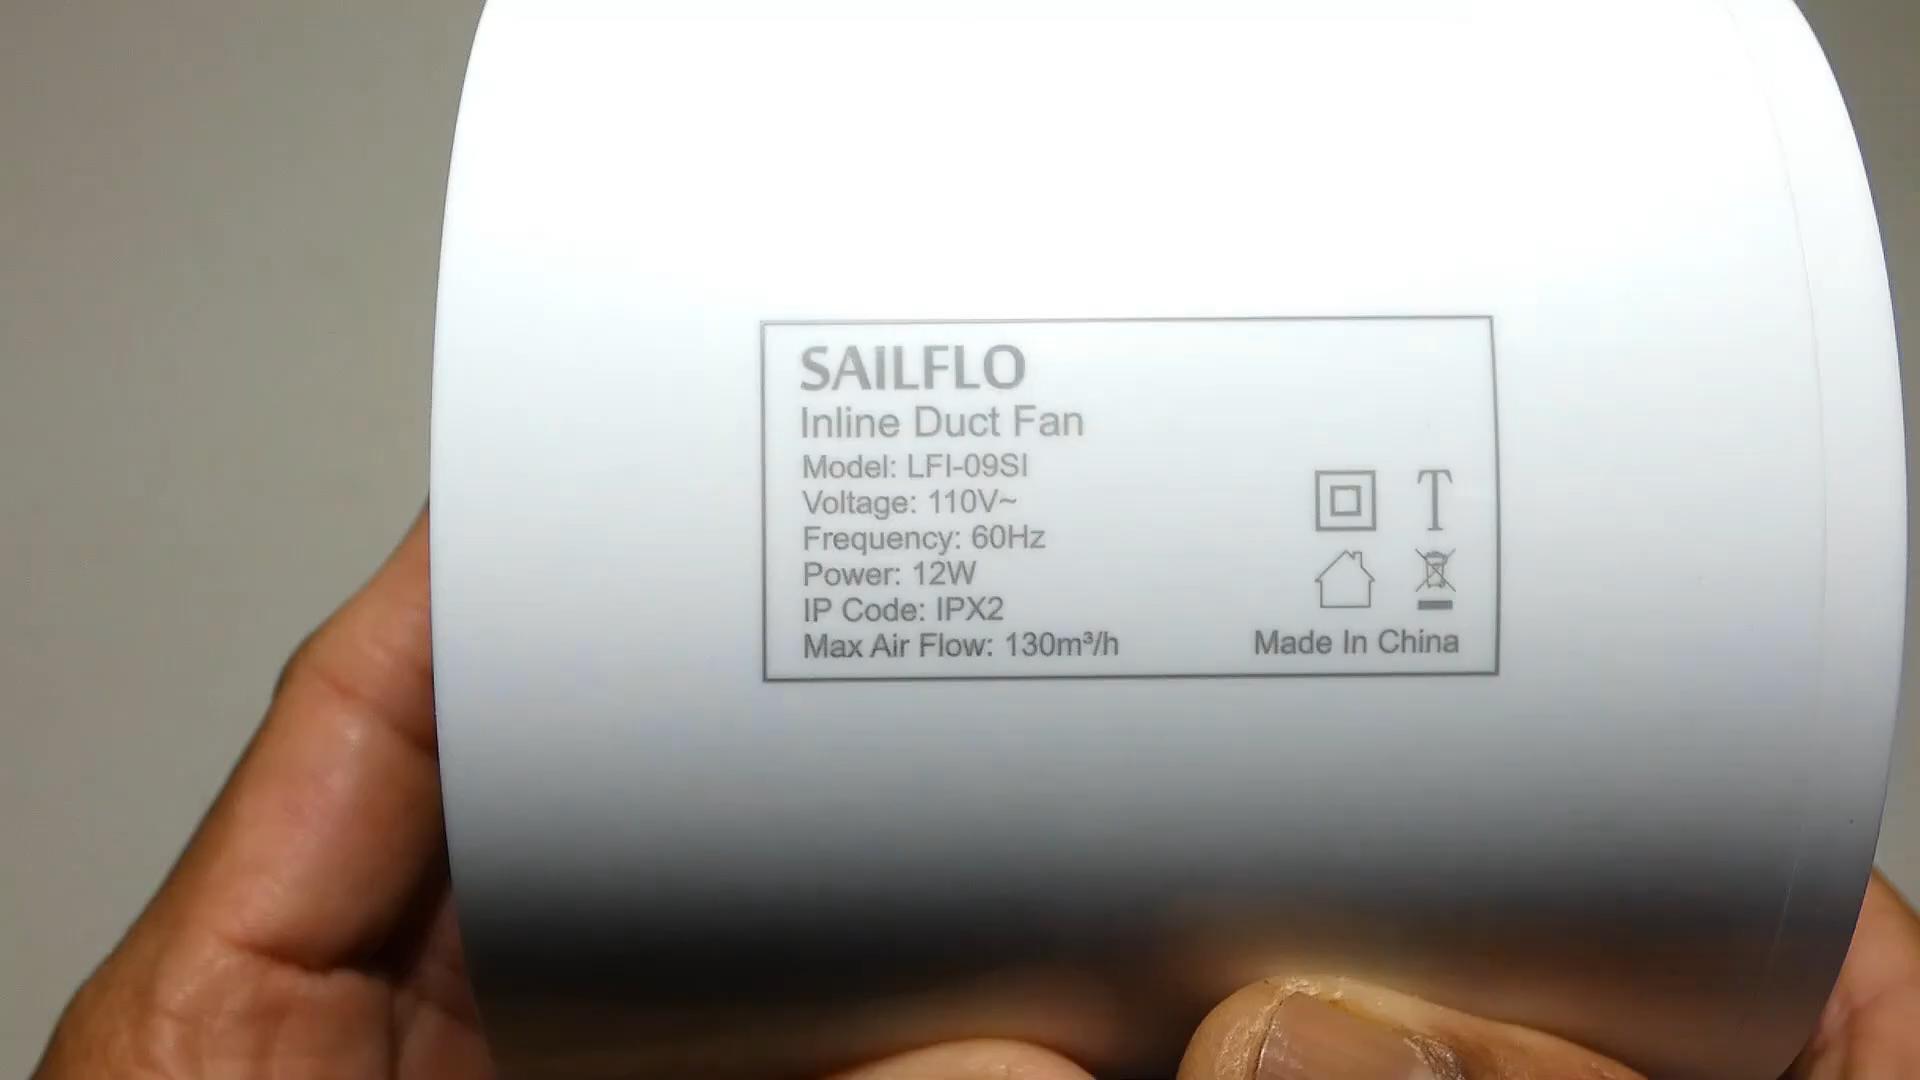 SAILFLO
Inline Duct Fan
Model: LFI-09SI
Voltage: 110V~
Frequency: 60Hz
Power: 12W
IP Code: IPX2
Max Air Flow: 130m³/h
T
Made In China